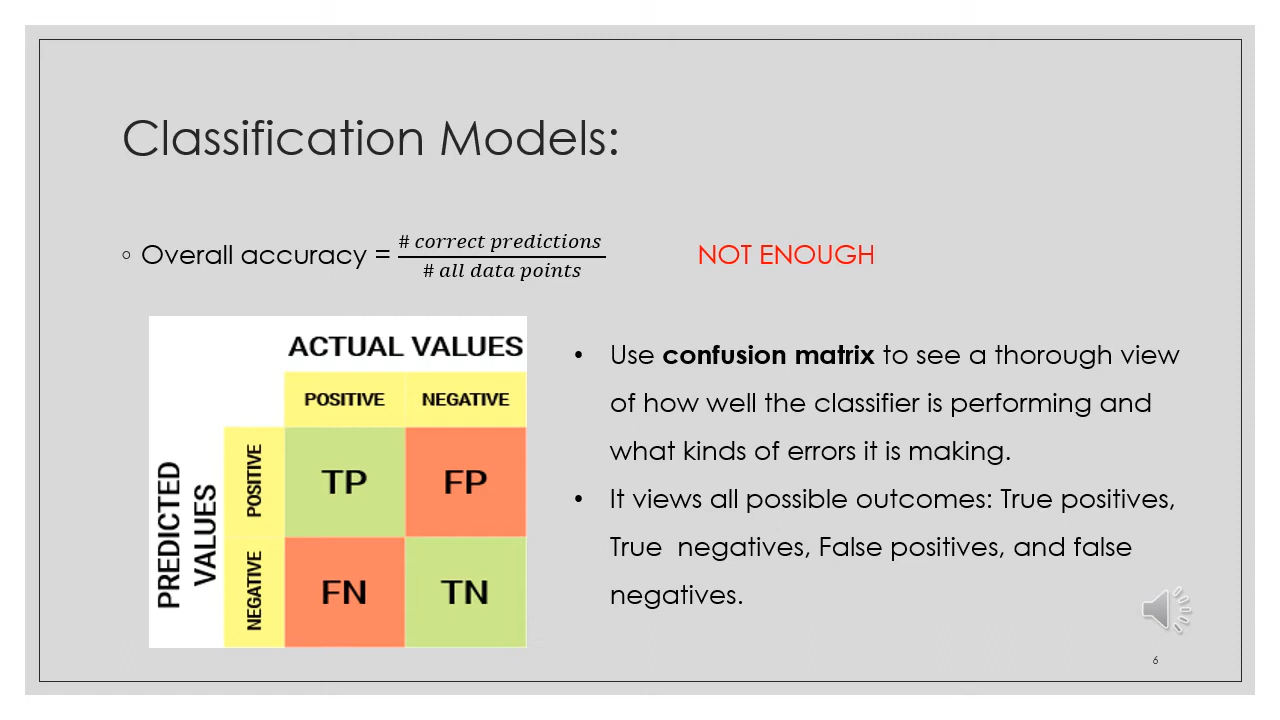 Classification Models:
◦ Overall accuracy = # correct predictions / # all data points
NOT ENOUGH
ACTUAL VALUES
POSITIVE NEGATIVE
PREDICTED
VALUES
POSITIVE
TP FP
NEGATIVE
FN TN
• Use confusion matrix to see a thorough view
of how well the classifier is performing and
what kinds of errors it is making.
• It views all possible outcomes: True positives,
True negatives, False positives, and false
negatives.
6